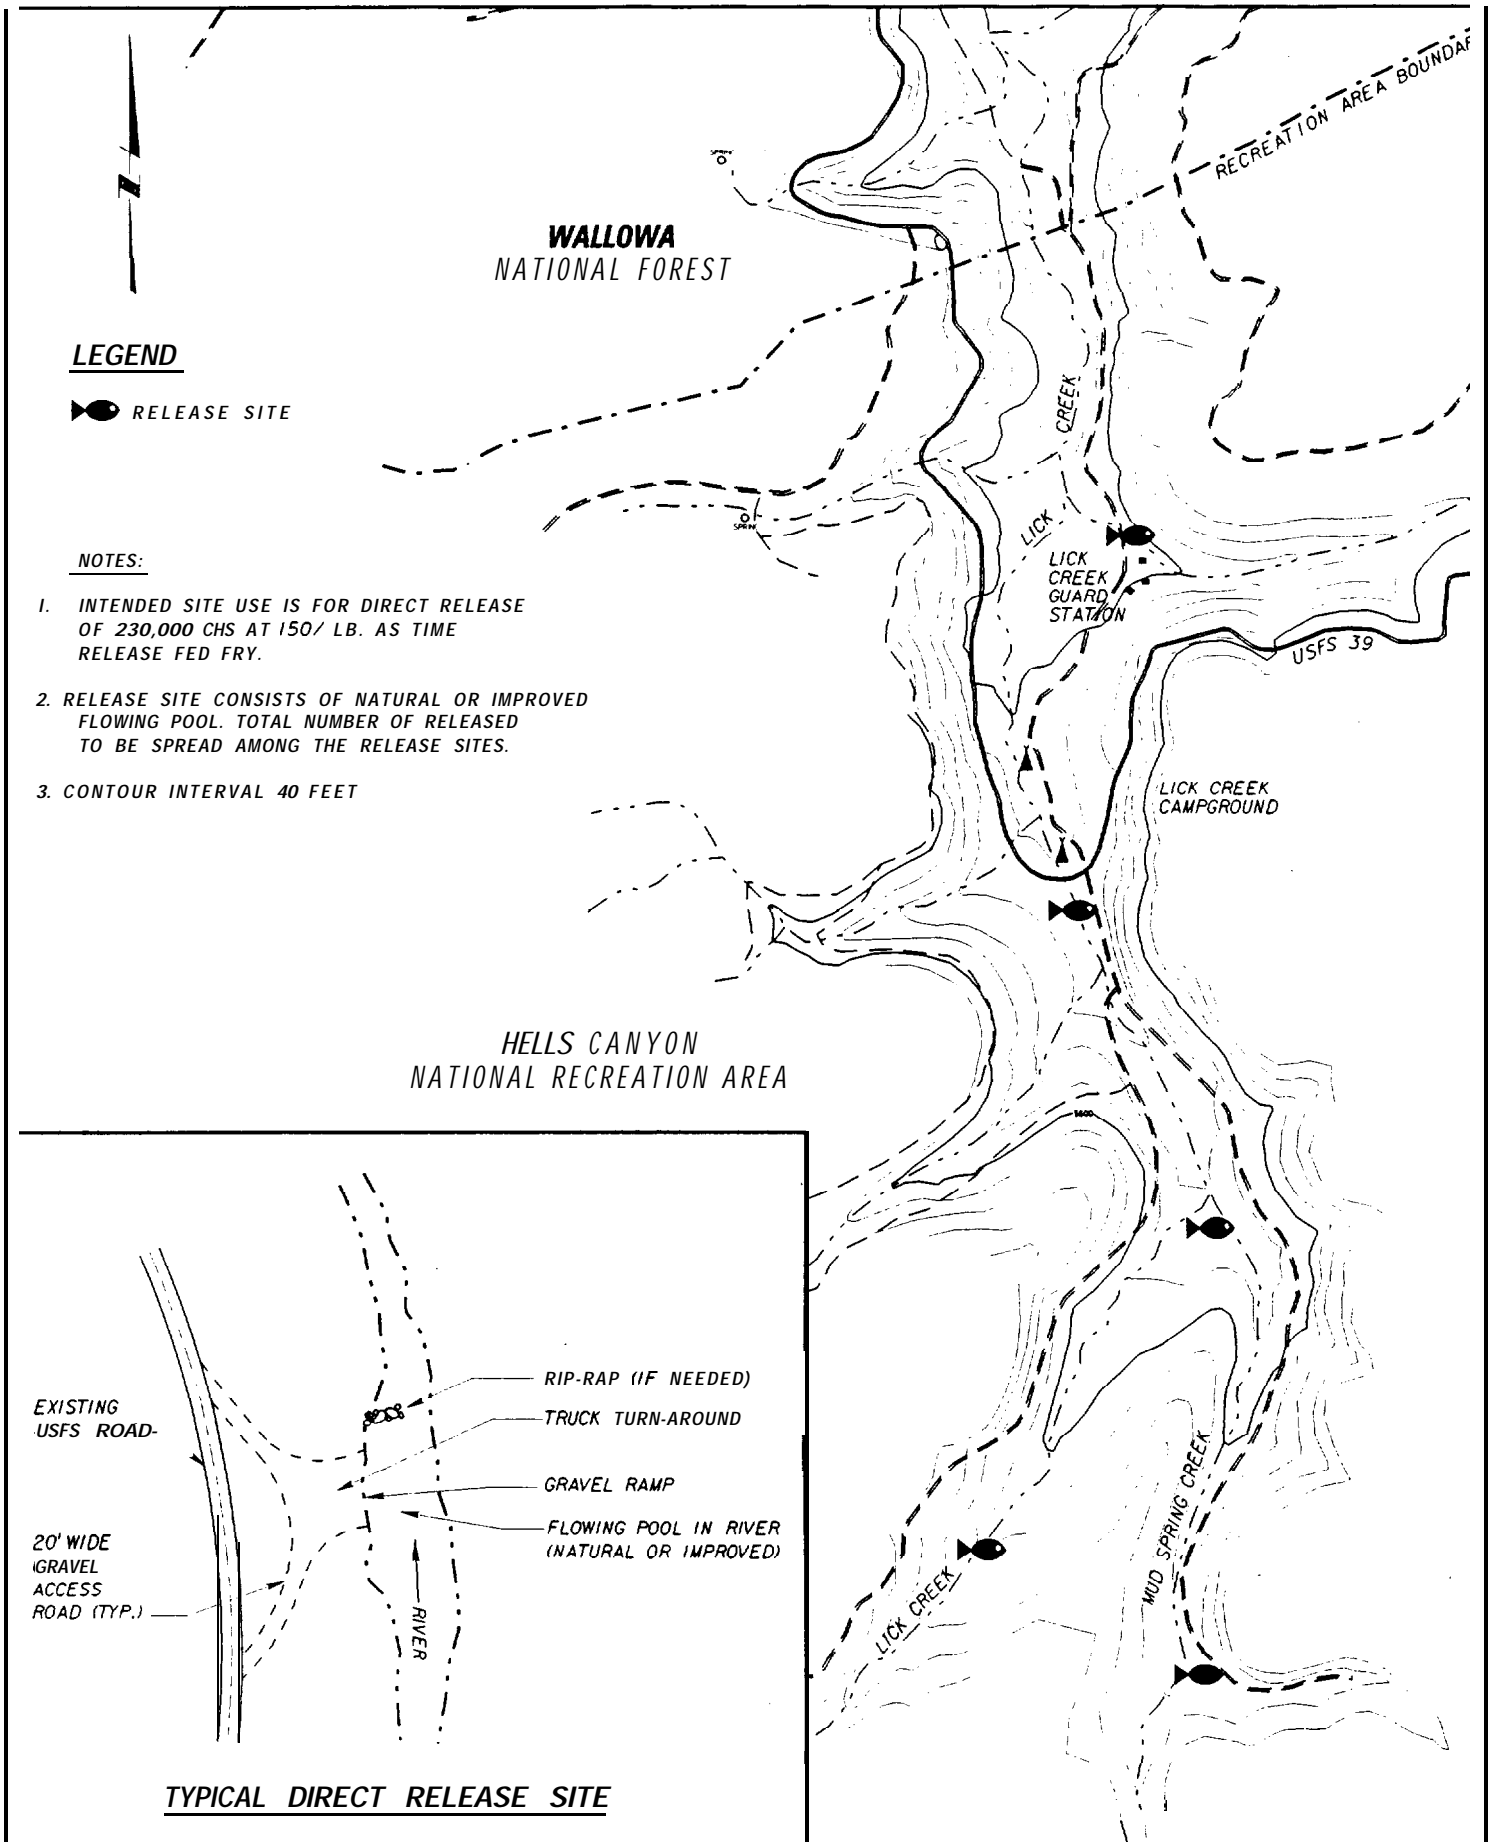 RECREATION AREA BOUNDAR
N
WALLOWA
NATIONAL FOREST
LEGEND
RELEASE SITE
CREEK
LICK
SPRIN
LICK
CREEK
GUARD
STATION
USFS 39
NOTES:
1. INTENDED SITE USE IS FOR DIRECT RELEASE
OF 230,000 CHS AT 150/ LB. AS TIME
RELEASE FED FRY.
2. RELEASE SITE CONSISTS OF NATURAL OR IMPROVED
FLOWING POOL. TOTAL NUMBER OF RELEASED
TO BE SPREAD AMONG THE RELEASE SITES.
3. CONTOUR INTERVAL 40 FEET
LICK CREEK
CAMPGROUND
HELLS CANYON
NATIONAL RECREATION AREA
RIP-RAP (IF NEEDED)
TRUCK TURN-AROUND
GRAVEL RAMP
FLOWING POOL IN RIVER
(NATURAL OR IMPROVED)
EXISTING
USFS ROAD-
20' WIDE
GRAVEL
ACCESS
ROAD (TYP.)
RIVER
LICK CREEK
MUD SPRING CREEK
TYPICAL DIRECT RELEASE SITE